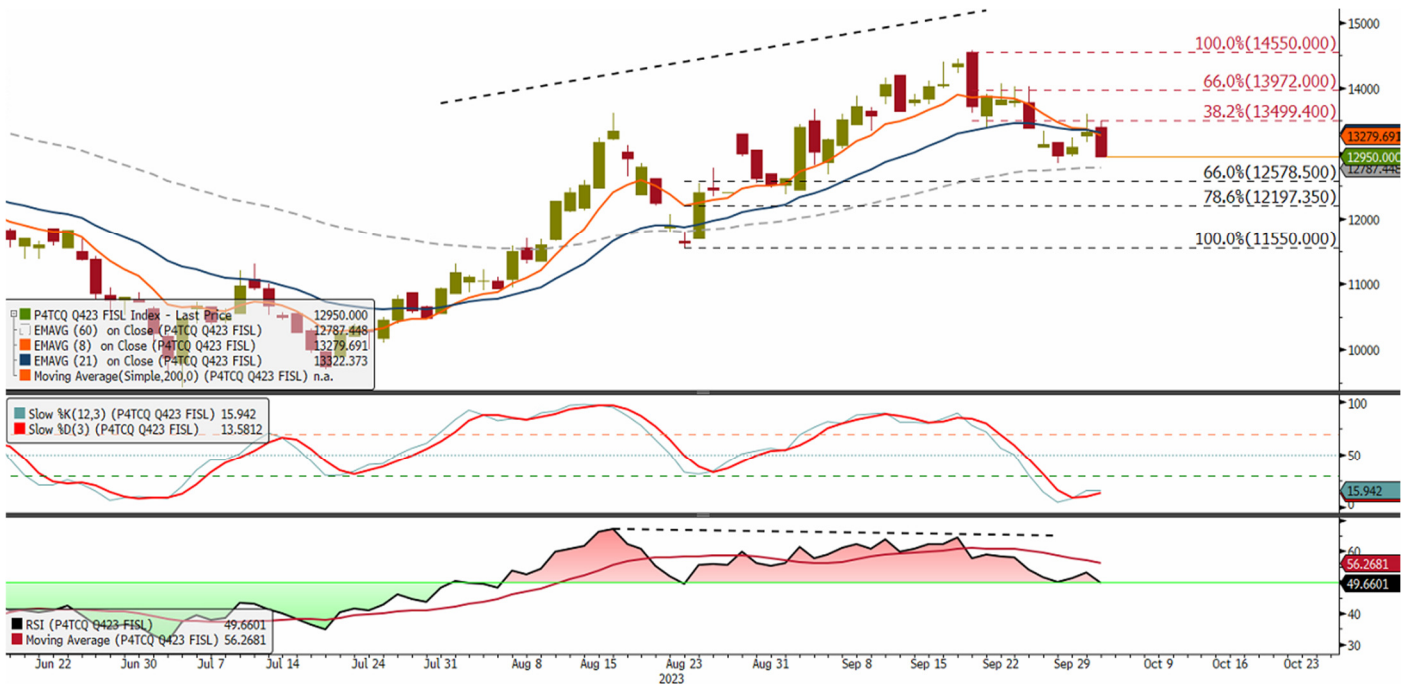 15000
100.0%(14550.000)
66.0%(13972.000)
14000
38.2%(13499.400)
13279.691
12950.000
12787.448
66.0%(12578.500)
78.6%(12197.350)
12000
100.0%(11550.000)
11000
10000
P4TCQ Q423 FISL Index - Last Price 12950.000
EMAVG (60) on Close (P4TCQ Q423 FISL) 12787.448
EMAVG (8) on Close (P4TCQ Q423 FISL) 13279.691
EMAVG (21) on Close (P4TCQ Q423 FISL) 13322.373
Moving Average(Simple,200,0) (P4TCQ Q423 FISL) n.a.
Slow %K(12,3) (P4TCQ Q423 FISL) 15.942
Slow %D(3) (P4TCQ Q423 FISL) 13.5812
100
50
15.942
0
60
56.2681
49.6601
40
30
RSI (P4TCQ Q423 FISL) 49.6601
Moving Average (P4TCQ Q423 FISL) 56.2681
Jun 22 Jun 30 Jul 7 Jul 14 Jul 24 Jul 31 Aug 8 Aug 15 Aug 23 Aug 31 Sep 8 Sep 15 Sep 22 Sep 29 Oct 9 Oct 16 Oct 23
2023